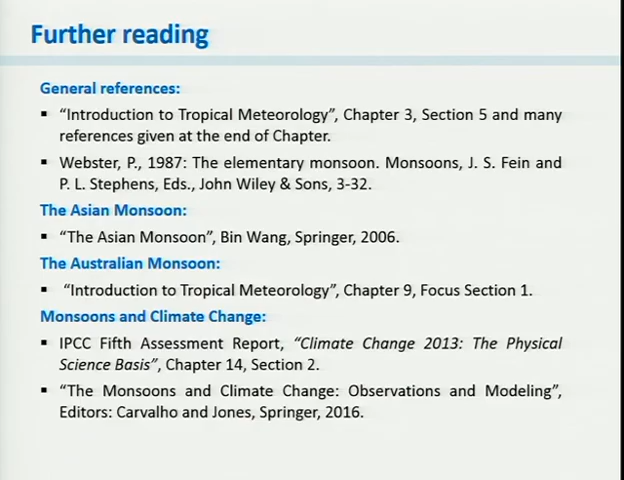 Further reading
General references:
▪ “Introduction to Tropical Meteorology”, Chapter 3, Section 5 and many
references given at the end of Chapter.
▪ Webster, P., 1987: The elementary monsoon. Monsoons, J. S. Fein and
P. L. Stephens, Eds., John Wiley & Sons, 3-32.
The Asian Monsoon:
▪ “The Asian Monsoon”, Bin Wang, Springer, 2006.
The Australian Monsoon:
▪ “Introduction to Tropical Meteorology”, Chapter 9, Focus Section 1.
Monsoons and Climate Change:
▪ IPCC Fifth Assessment Report, “Climate Change 2013: The Physical
Science Basis”, Chapter 14, Section 2.
▪ “The Monsoons and Climate Change: Observations and Modeling”,
Editors: Carvalho and Jones, Springer, 2016.